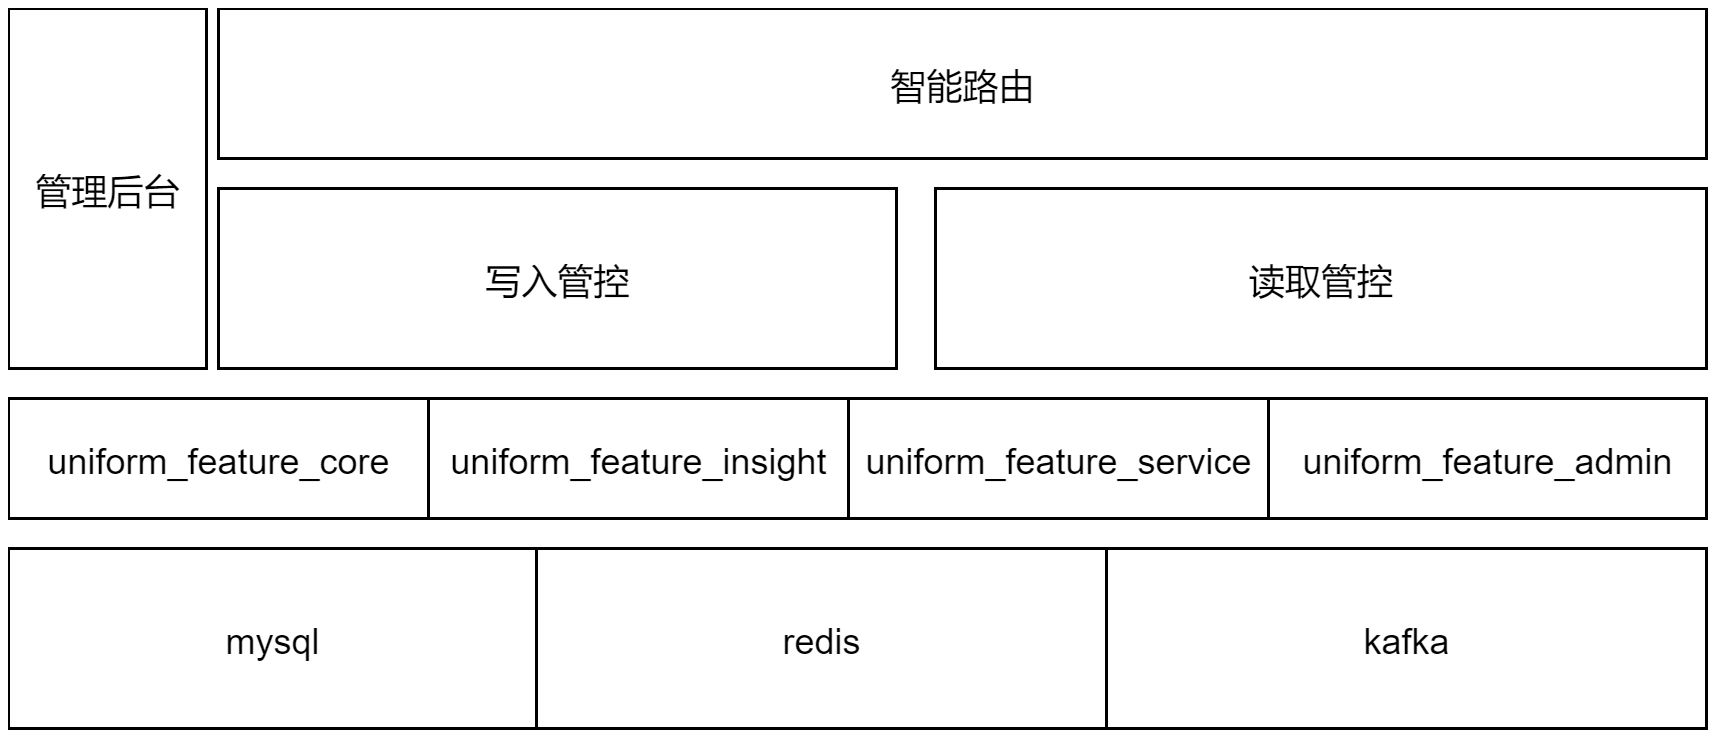 智能路由
管理后台
写入管控
读取管控
uniform_feature_core
uniform_feature_insight
uniform_feature_service
uniform_feature_admin
mysql
redis
kafka